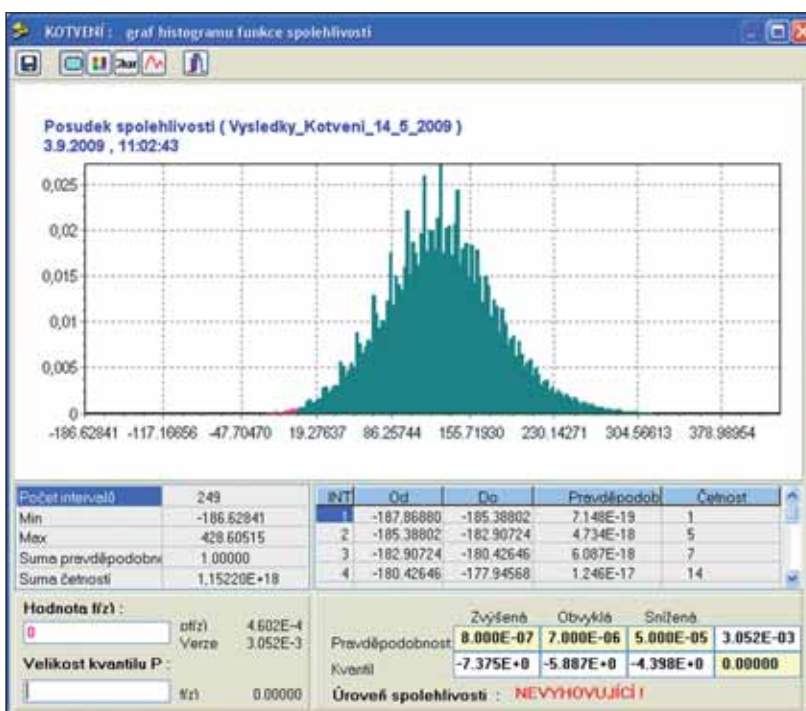 KOTVENÍ : graf histogramu funkce spolehlivosti
Posudek spolehlivosti ( Vysledky_Kotveni_14_5_2009 )
3.9.2009 , 11:02:43
0,025
0,02
0,015
0,01
0,005
0
-186.62841 -117.16656 -47.70470 19.27637 86.25744 155.71930 230.14271 304.56613 378.98954
Počet intervalů 249
Min -186.62841
Max 428.60515
Suma pravděpodobno 1.00000
Suma četností 1,15220E+18
INT Od Do Pravděpodob Četnost
1 -187.86880 -185.38802 7.148E-19 1
2 -185.38802 -182.90724 4.734E-18 5
3 -182.90724 -180.42646 6.087E-18 7
4 -180.42646 -177.94568 1.246E-17 14
Hodnota f(z) :
0
pf(z) 4.602E-4
Verze 3.052E-3
Velikost kvantilu P :
f(z) 0.00000
Zvýšená Obvyklá Snížená
Pravděpodobnost 8.000E-07 7.000E-06 5.000E-05 3.052E-03
Kvantil -7.375E+0 -5.887E+0 -4.398E+0 0.00000
Úroveň spolehlivosti : NEVYHOVUJÍCÍ !